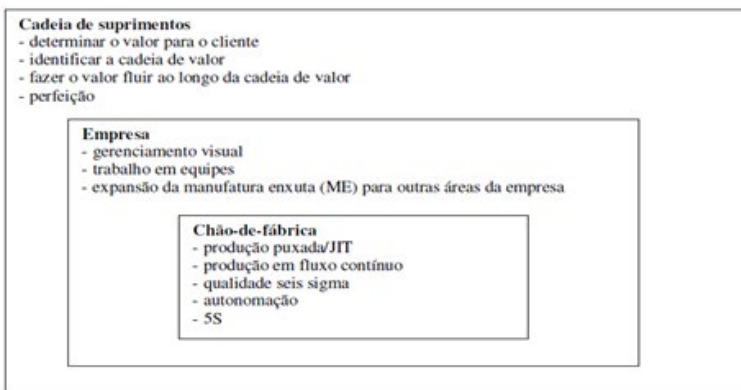 Cadeia de suprimentos
- determinar o valor para o cliente
- identificar a cadeia de valor
- fazer o valor fluir ao longo da cadeia de valor
- perfeição
Empresa
- gerenciamento visual
- trabalho em equipes
- expansão da manufatura enxuta (ME) para outras áreas da empresa
Chão-de-fábrica
- produção puxada/JIT
- produção em fluxo contínuo
- qualidade seis sigma
- autonomação
- 5S